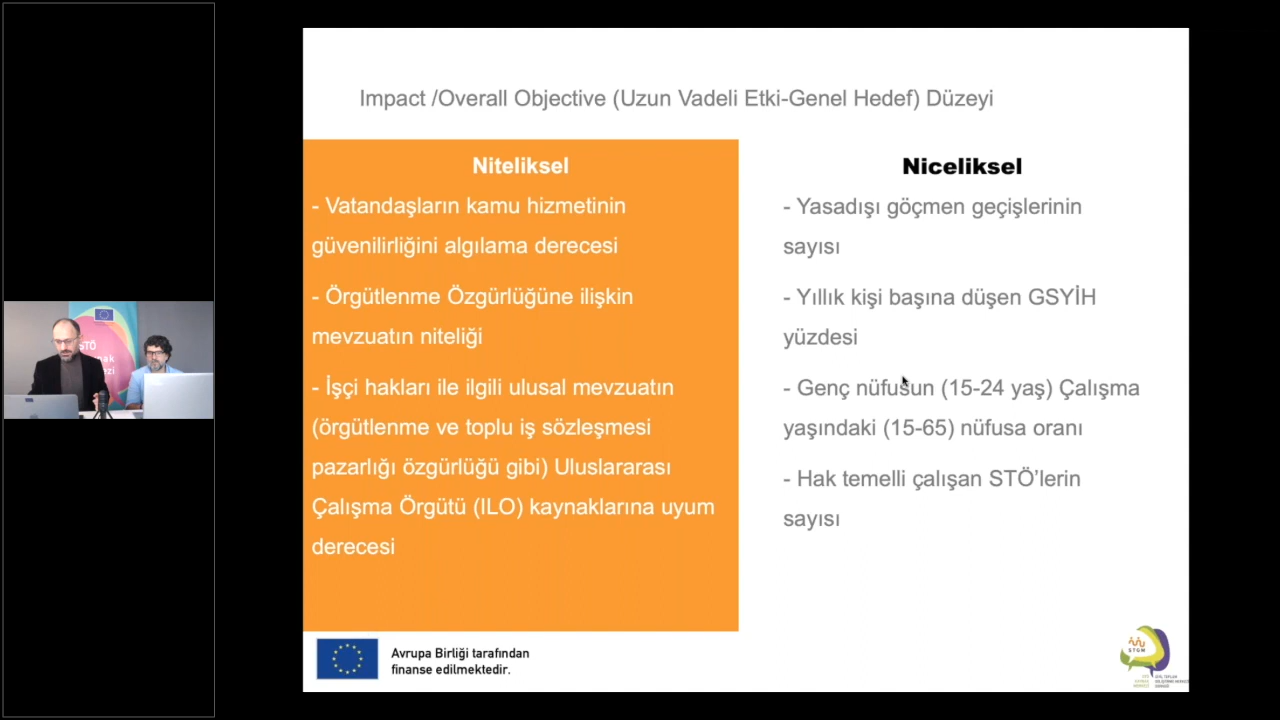 Impact /Overall Objective (Uzun Vadeli Etki-Genel Hedef) Düzeyi
Niteliksel
- Vatandaşların kamu hizmetinin
güvenilirliğini algılama derecesi
- Örgütlenme Özgürlüğüne ilişkin
mevzuatın niteliği
- İşçi hakları ile ilgili ulusal mevzuatın
(örgütlenme ve toplu iş sözleşmesi
pazarlığı özgürlüğü gibi) Uluslararası
Çalışma Örgütü (ILO) kaynaklarına uyum
derecesi
Niceliksel
- Yasadışı göçmen geçişlerinin
sayısı
- Yıllık kişi başına düşen GSYİH
yüzdesi
- Genç nüfusun (15-24 yaş) Çalışma
yaşındaki (15-65) nüfusa oranı
- Hak temelli çalışan STÖ’lerin
sayısı
Avrupa Birliği tarafından
finanse edilmektedir.
STGM
STÖ